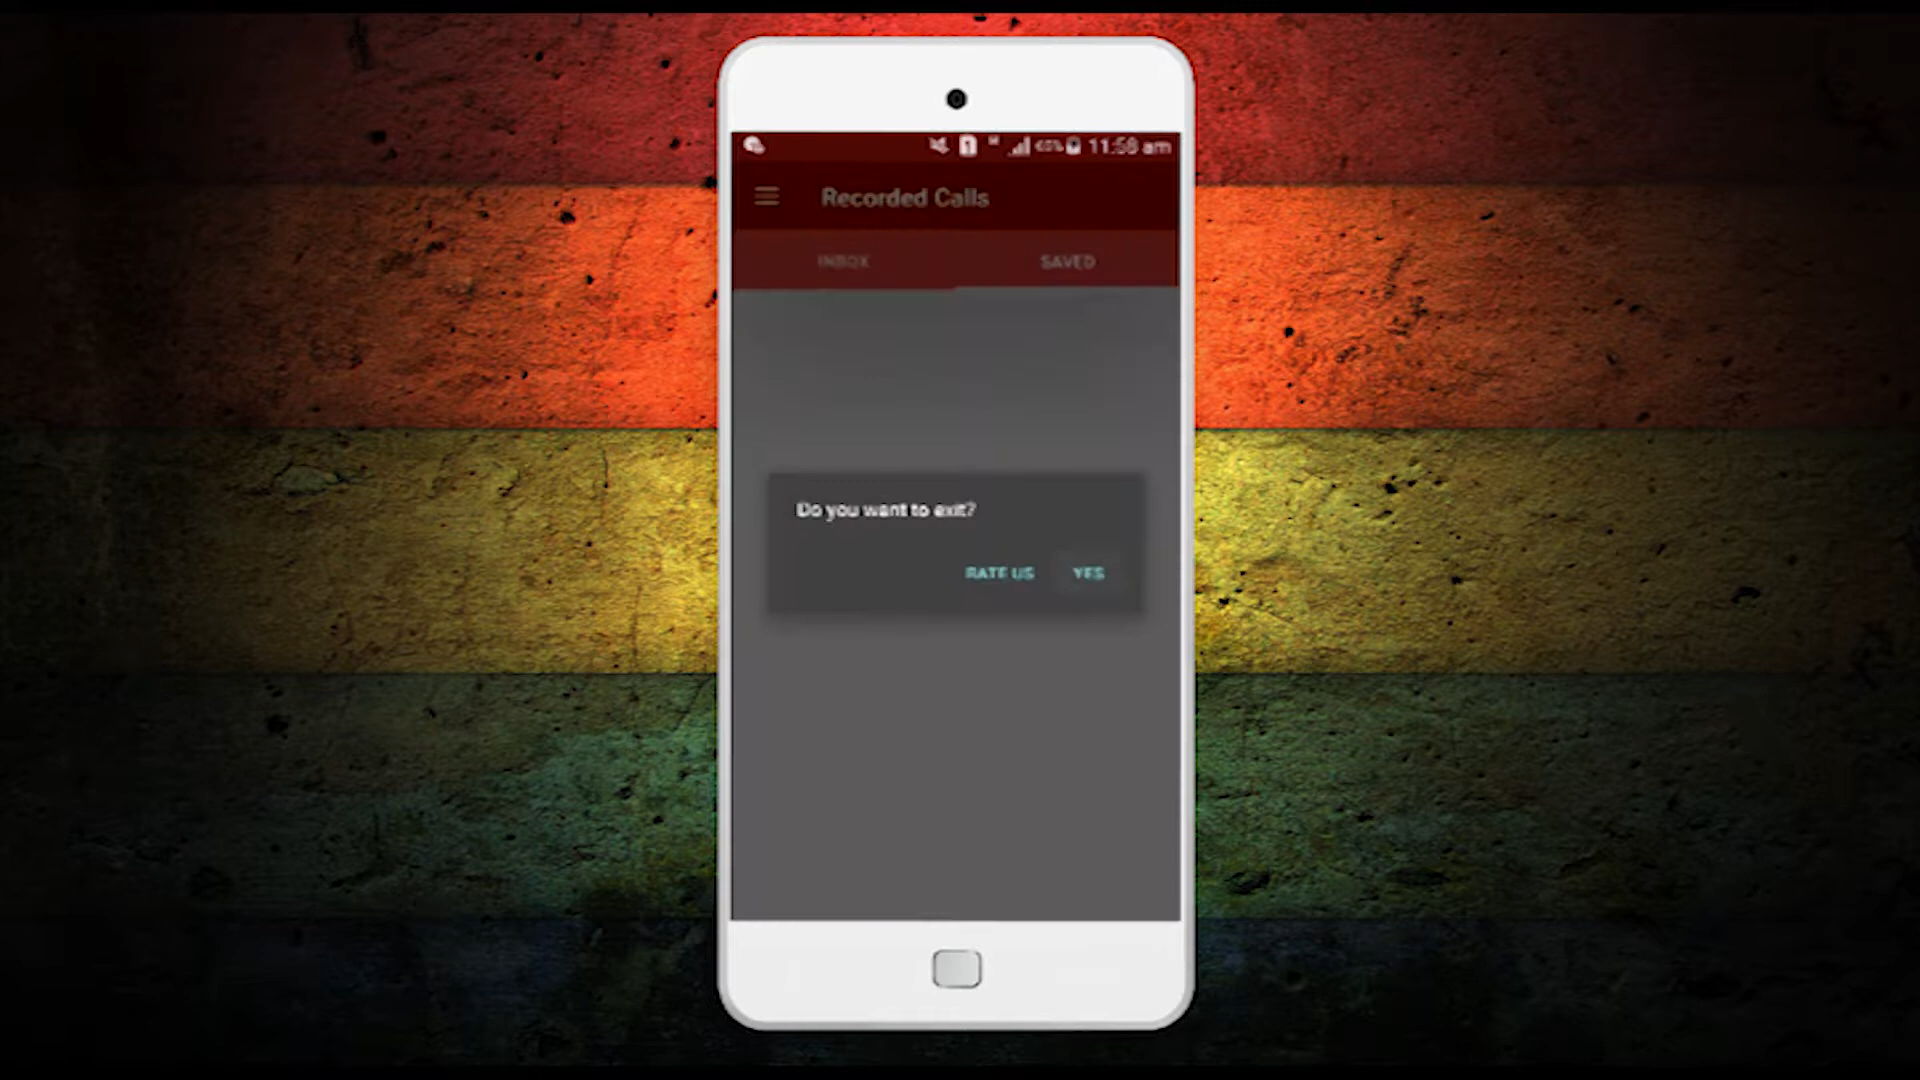 11:58 am
Recorded Calls
INBOX
SAVED
Do you want to exit?
RATE US
YES